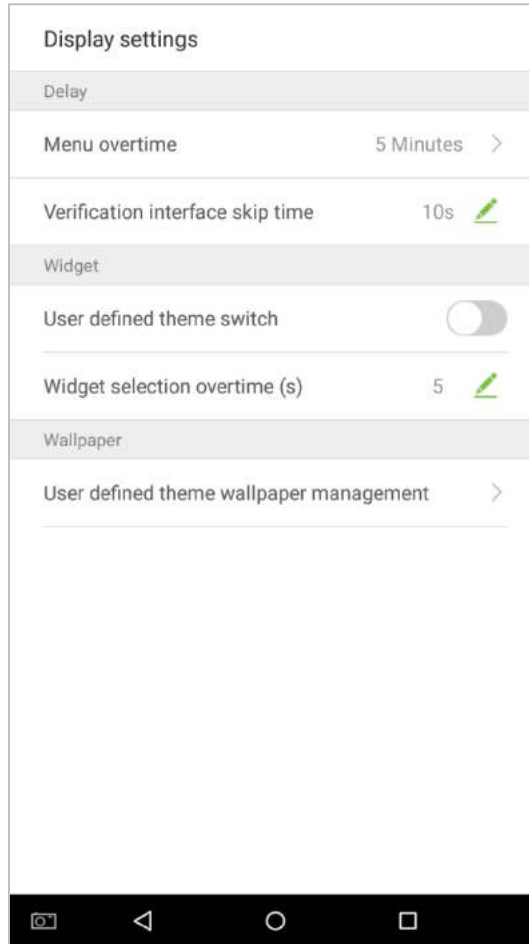 Display settings
Delay
Menu overtime 5 Minutes
Verification interface skip time 10s
Widget
User defined theme switch
Widget selection overtime (s) 5
Wallpaper
User defined theme wallpaper management